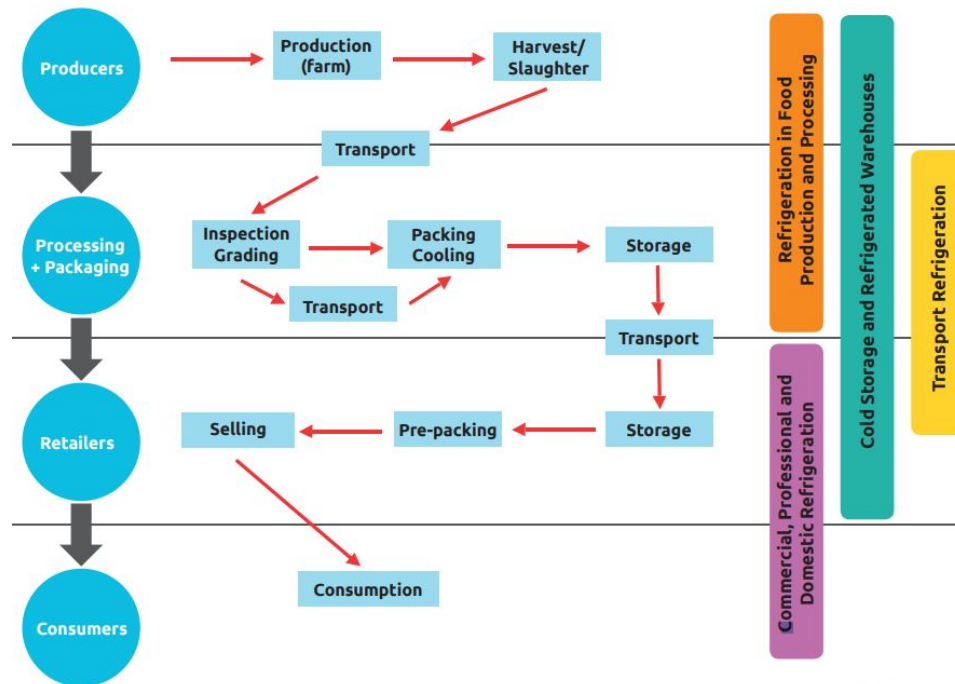 Producers
Production
(farm)
Harvest/
Slaughter
Transport
Processing
+ Packaging
Inspection
Grading
Packing
Cooling
Storage
Transport
Transport
Retailers
Selling
Pre-packing
Storage
Consumers
Consumption
Refrigeration in Food
Production and Processing
Commercial, Professional and
Domestic Refrigeration
Cold Storage and Refrigerated Warehouses
Transport Refrigeration